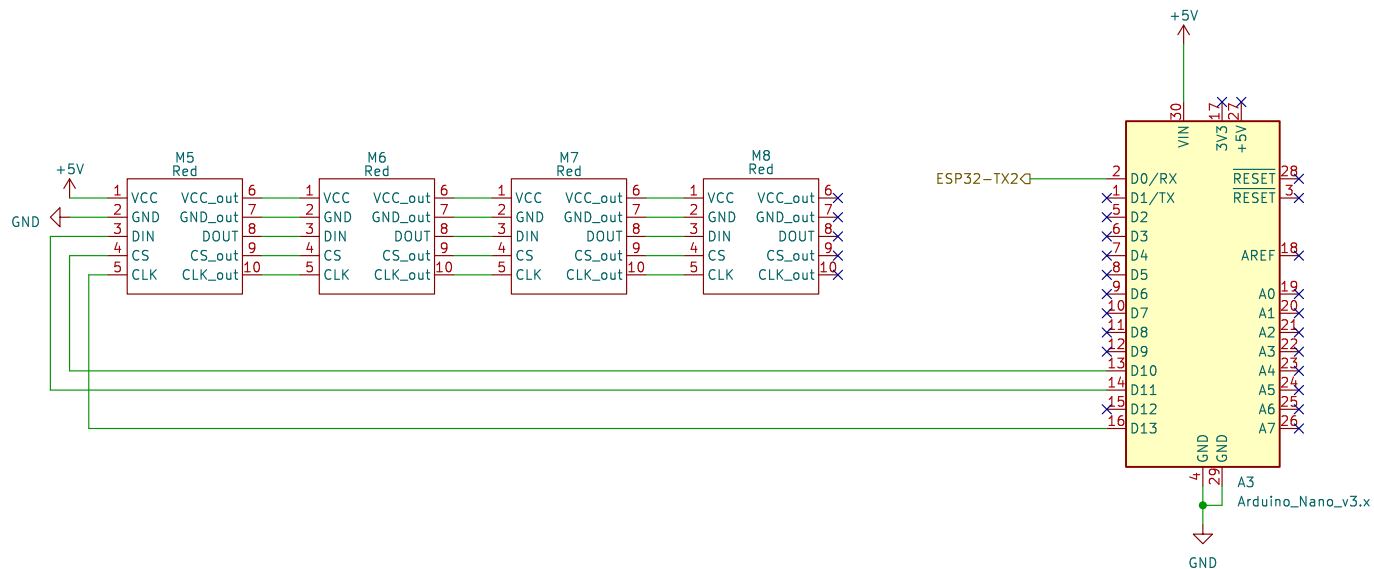 +5V
30
VIN
17
3V3
27
+5V
M5
Red
M6
Red
M7
Red
M8
Red
+5V
GND
1 VCC VCC_out 6
2 GND GND_out 7
3 DIN DOUT 8
4 CS CS_out 9
5 CLK CLK_out 10
1 VCC VCC_out 6
2 GND GND_out 7
3 DIN DOUT 8
4 CS CS_out 9
5 CLK CLK_out 10
1 VCC VCC_out 6
2 GND GND_out 7
3 DIN DOUT 8
4 CS CS_out 9
5 CLK CLK_out 10
1 VCC VCC_out 6
2 GND GND_out 7
3 DIN DOUT 8
4 CS CS_out 9
5 CLK CLK_out 10
ESP32-TX2
2 D0/RX
1 D1/TX
5 D2
6 D3
7 D4
8 D5
9 D6
10 D7
11 D8
12 D9
13 D10
14 D11
15 D12
16 D13
RESET 28
RESET 3
AREF 18
A0 19
A1 20
A2 21
A3 22
A4 23
A5 24
A6 25
A7 26
GND
4
GND
29
A3
Arduino_Nano_v3.x
GND